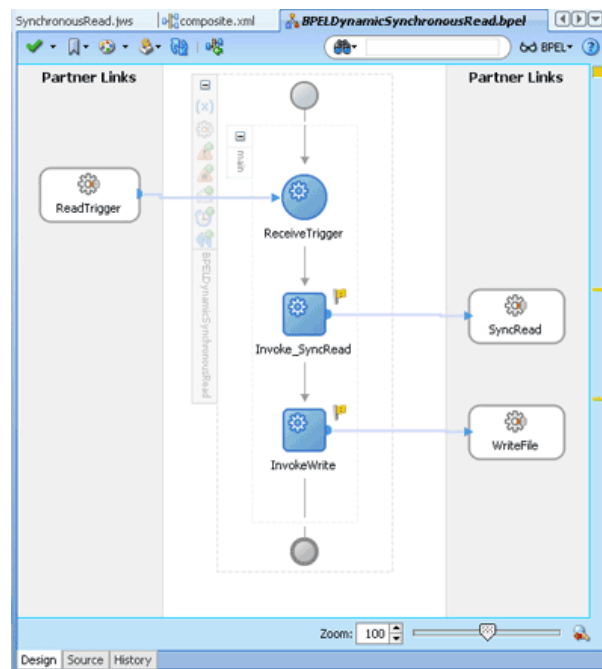 SynchronousRead.jws
composite.xml
BPELDynamicSynchronousRead.bpel
BPEL
Partner Links
Partner Links
(x)
main
ReadTrigger
ReceiveTrigger
BPELDynamicSynchronousRead
Invoke_SyncRead
SyncRead
InvokeWrite
WriteFile
Zoom: 100
Design Source History